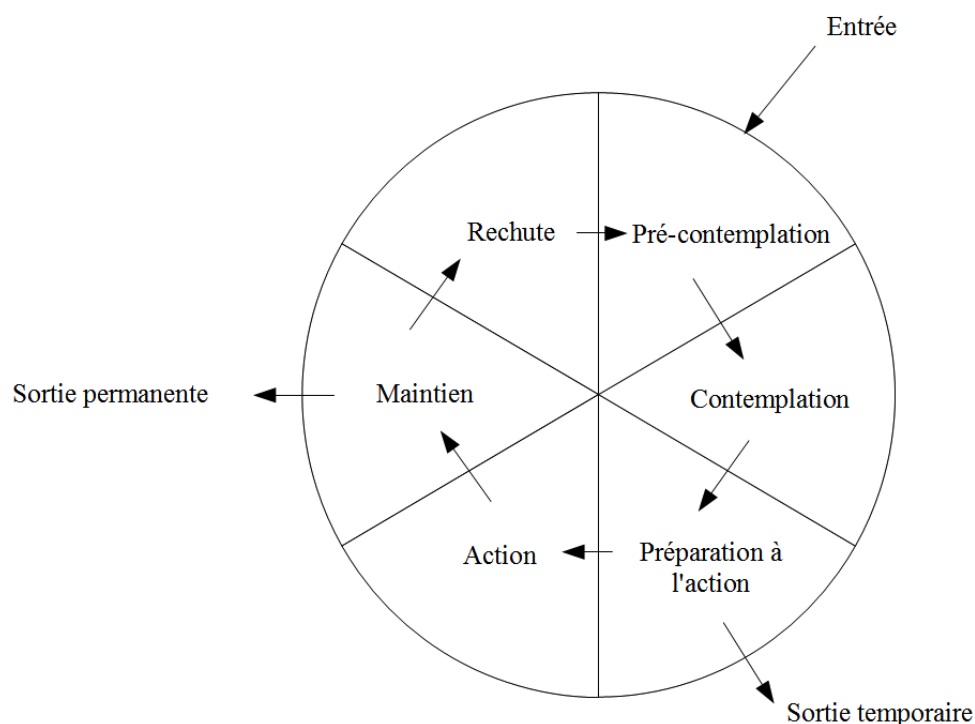 Entrée
Rechute
Pré-contemplation
Sortie permanente
Maintien
Contemplation
Action
Préparation à
l'action
Sortie temporaire